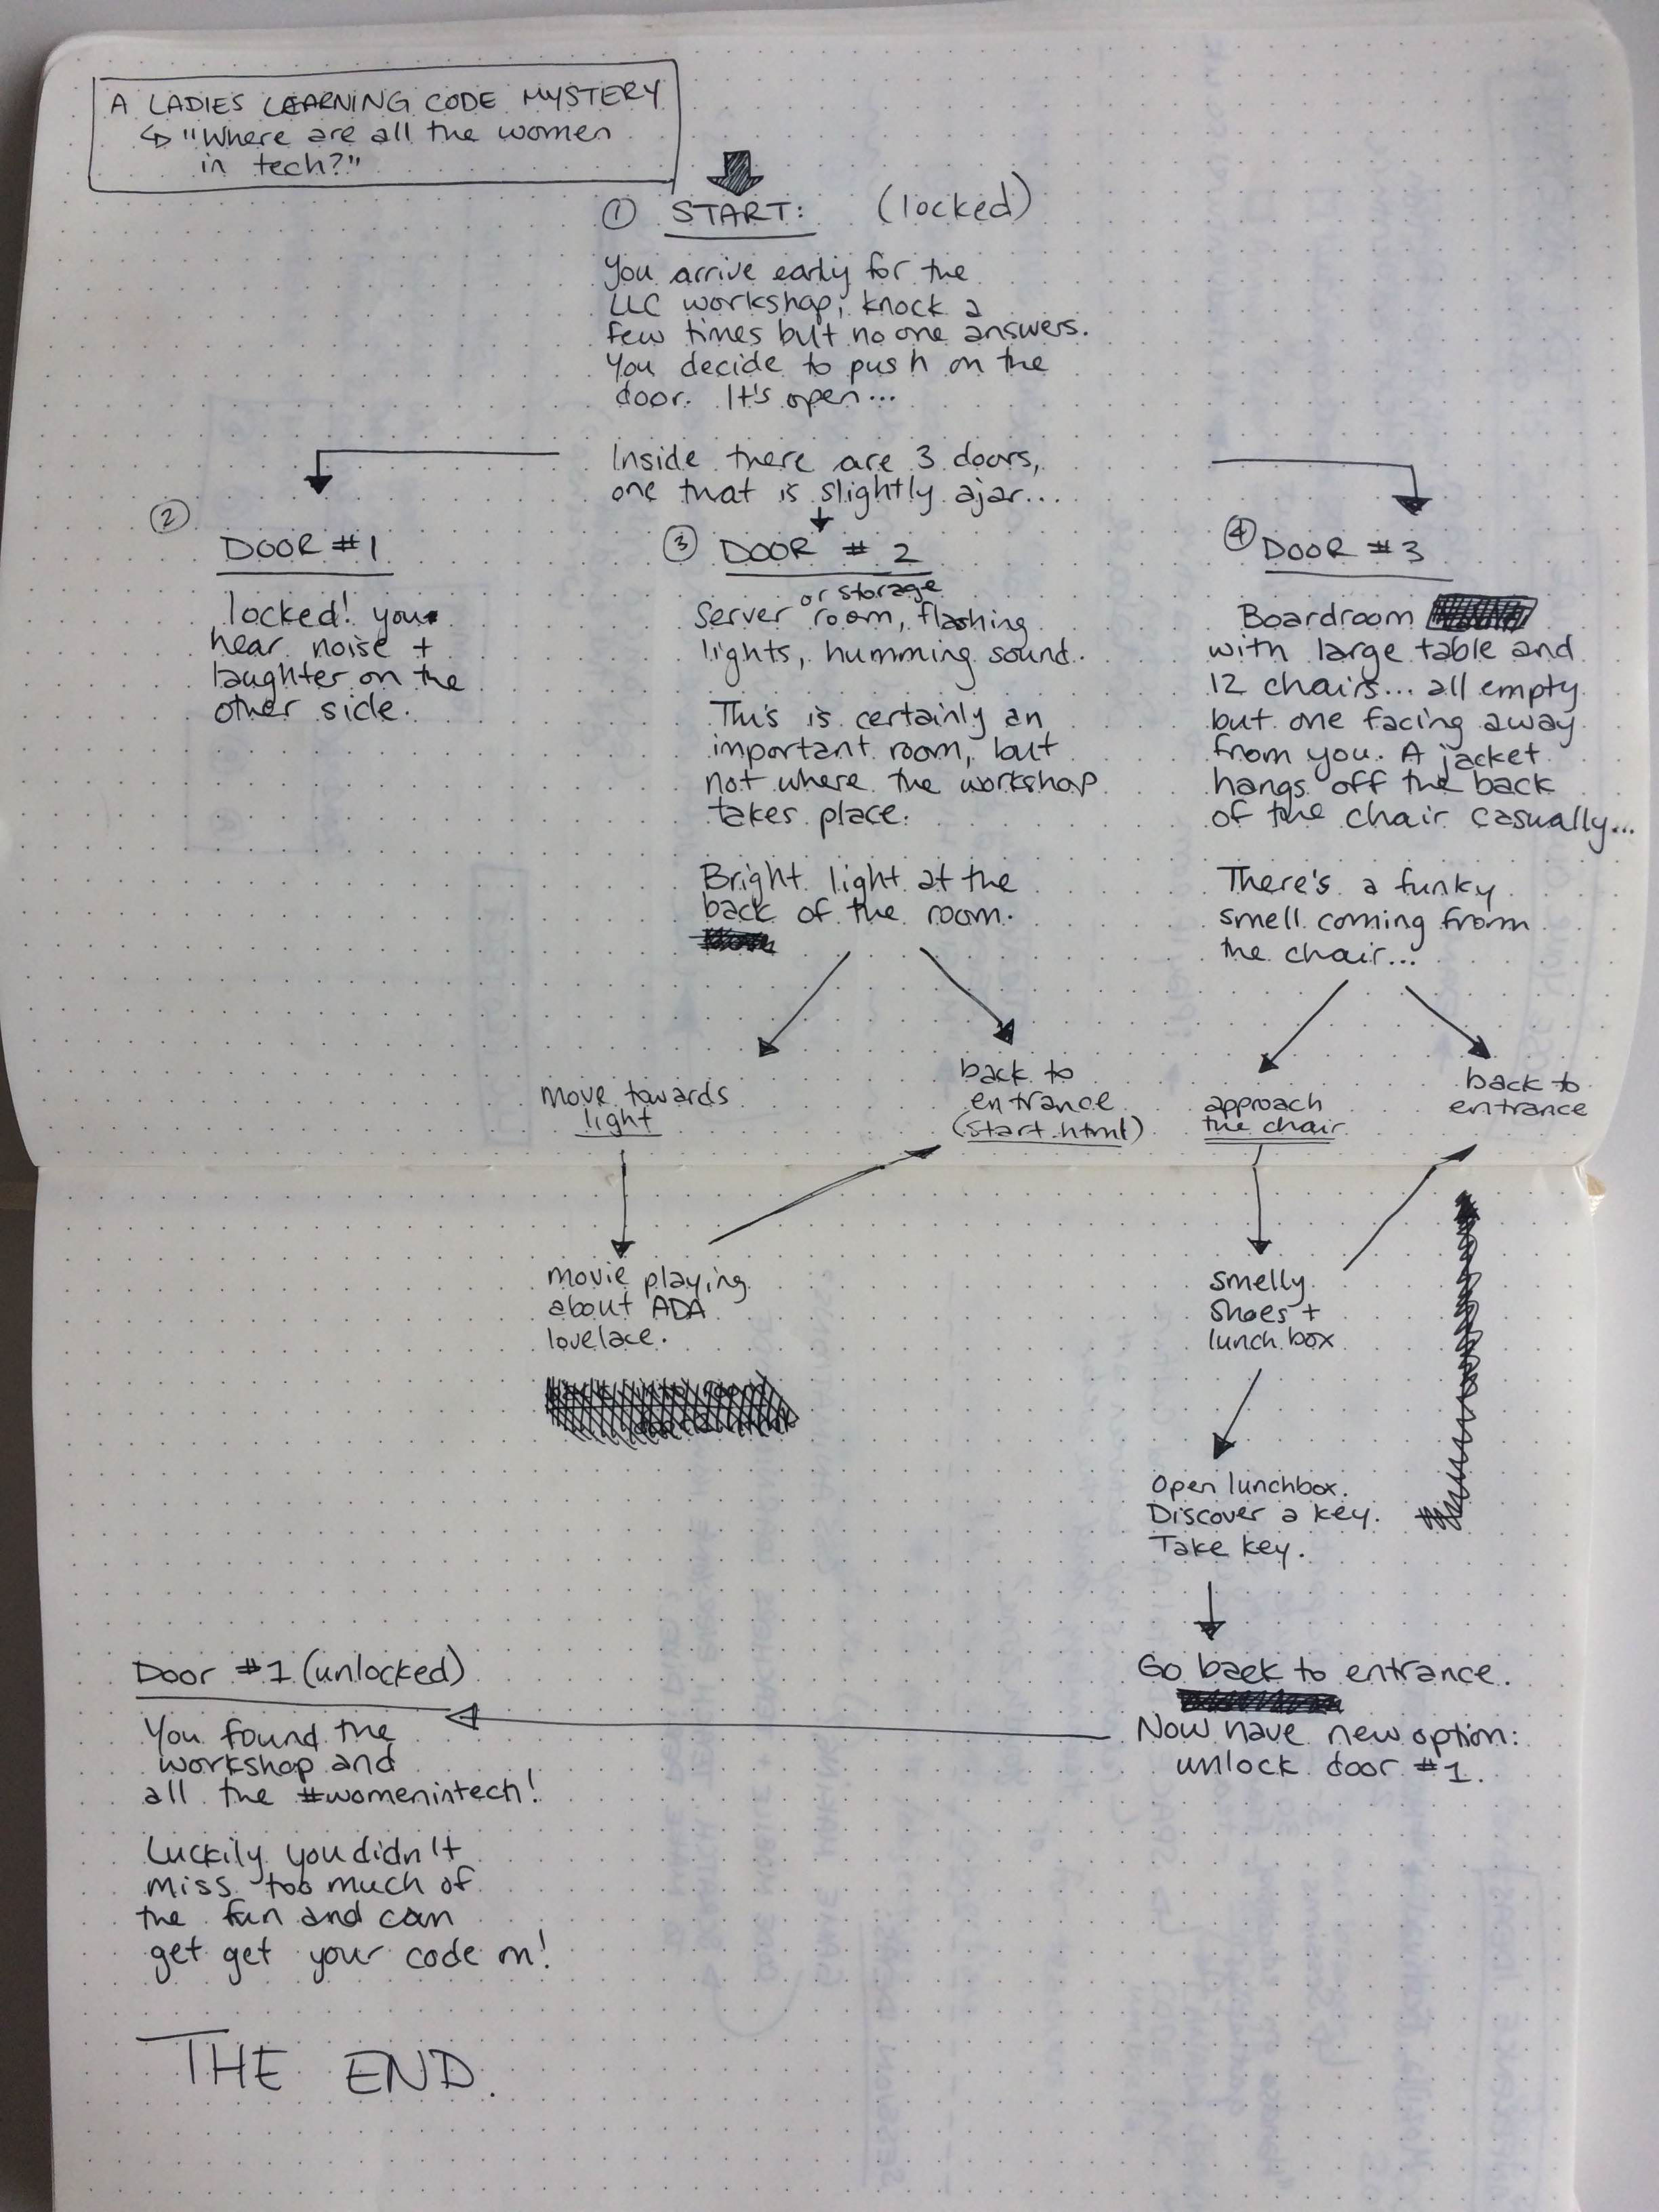 A LADIES LEARNING CODE MYSTERY
↳ "Where are all the women
in tech?"
① START: (locked)
You arrive early for the
LLC workshop, knock a
few times but no one answers.
You decide to push on the
door. It's open...
Inside there are 3 doors,
one that is slightly ajar...
②
DOOR #1
locked! you
hear noise +
laughter on the
other side.
③ DOOR # 2
or storage
Server room, flashing
lights, humming sound.
This is certainly an
important room, but
not where the workshop
takes place.
Bright light at the
back of the room.
move towards
light
back to
entrance
(start.html)
movie playing
about ADA
lovelace.
④ DOOR #3
Boardroom
with large table and
12 chairs... all empty
but one facing away
from you. A jacket
hangs off the back
of the chair casually...
There's a funky
smell coming from
the chair...
approach
the chair
back to
entrance
smelly
shoes +
lunch box
Open lunchbox.
Discover a key.
Take key.
Go back to entrance.
Now have new option:
unlock door #1.
Door #1 (unlocked)
You found the
workshop and
all the #womenintech!
Luckily you didn't
miss too much of
the fun and can
get get your code on!
THE END.